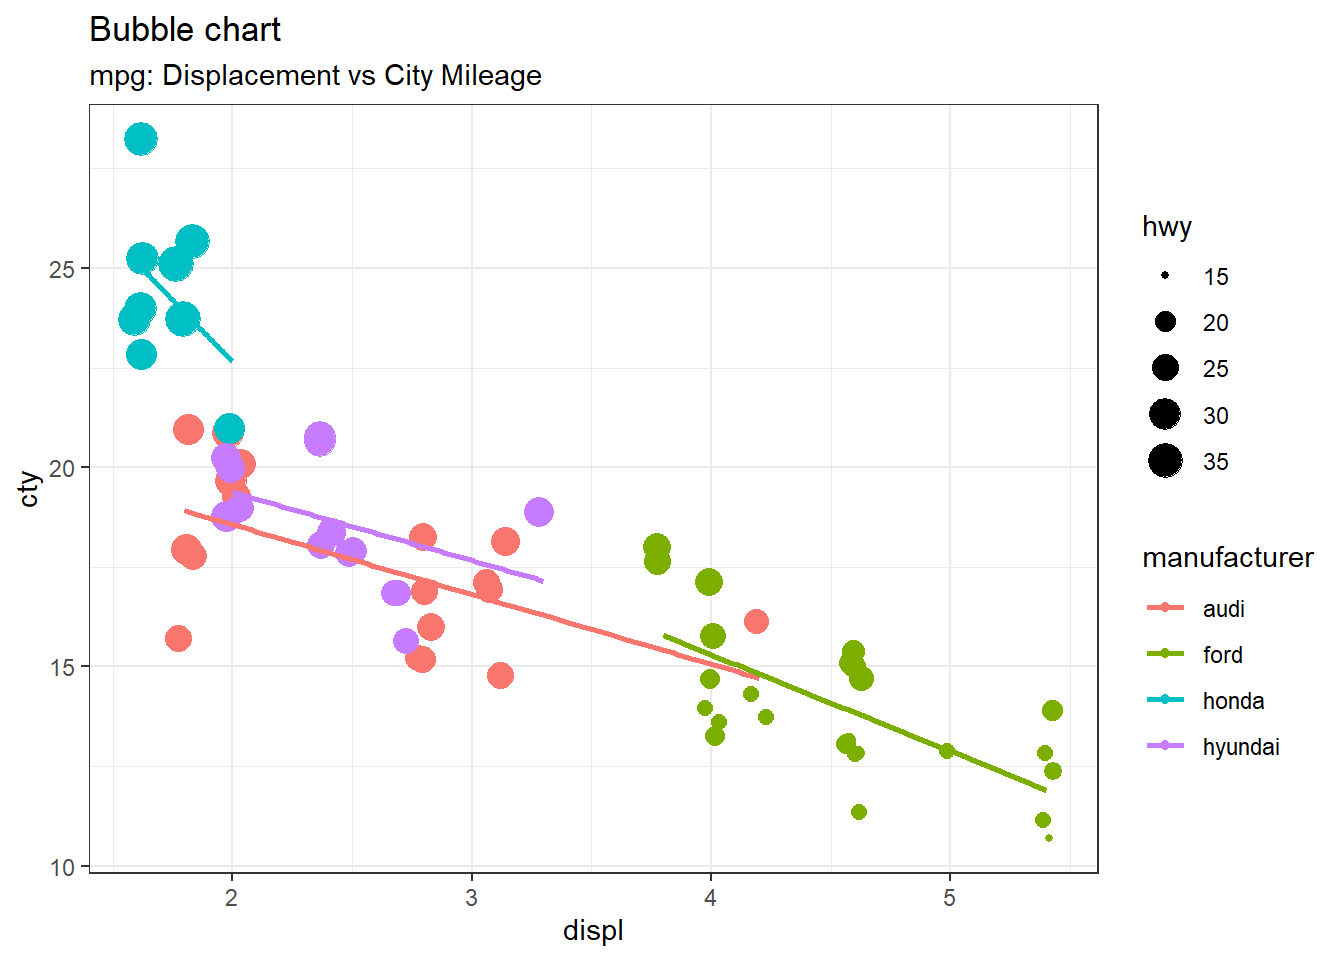 Bubble chart
mpg: Displacement vs City Mileage
cty
25
20
15
10
2
3
4
5
displ
hwy
15
20
25
30
35
manufacturer
audi
ford
honda
hyundai